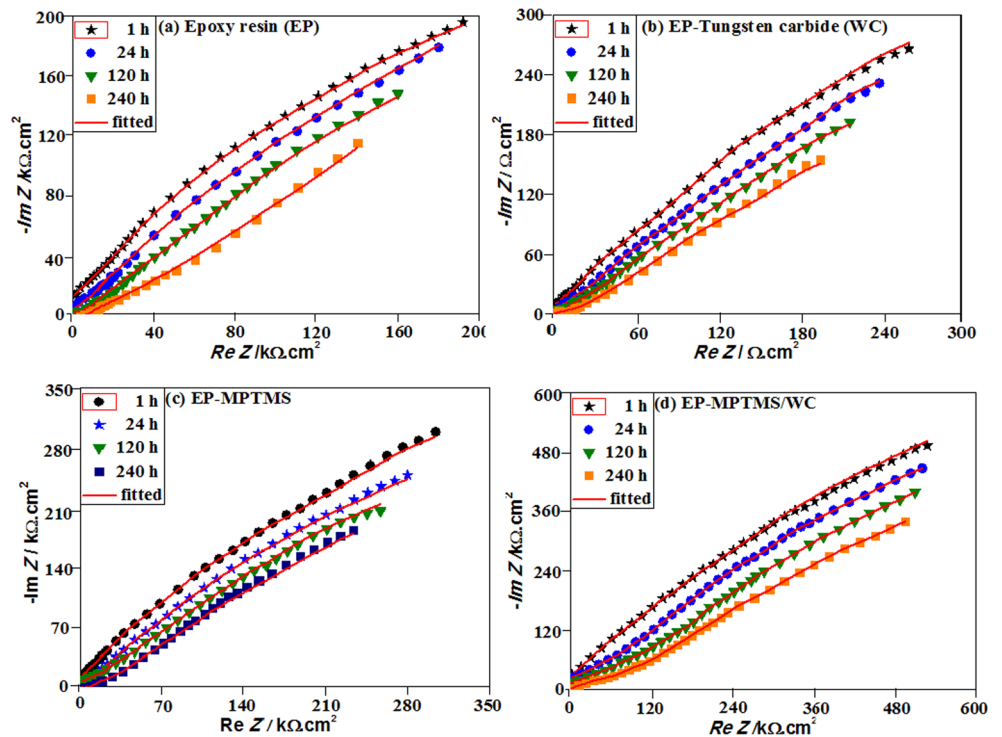 (a) Epoxy resin (EP)
1 h
24 h
120 h
240 h
fitted
200
160
120
80
40
0
-Im Z /kΩ.cm²
0 40 80 120 160 200
Re Z /kΩ.cm²
(b) EP-Tungsten carbide (WC)
1 h
24 h
120 h
240 h
fitted
300
240
180
120
60
0
-Im Z / Ω.cm²
0 60 120 180 240 300
Re Z / Ω.cm²
(c) EP-MPTMS
1 h
24 h
120 h
240 h
fitted
350
280
210
140
70
0
-Im Z / kΩ.cm²
0 70 140 210 280 350
Re Z / kΩ.cm²
(d) EP-MPTMS/WC
1 h
24 h
120 h
240 h
fitted
600
480
360
240
120
0
-Im Z /kΩ.cm²
0 120 240 360 480 600
Re Z /kΩ.cm²